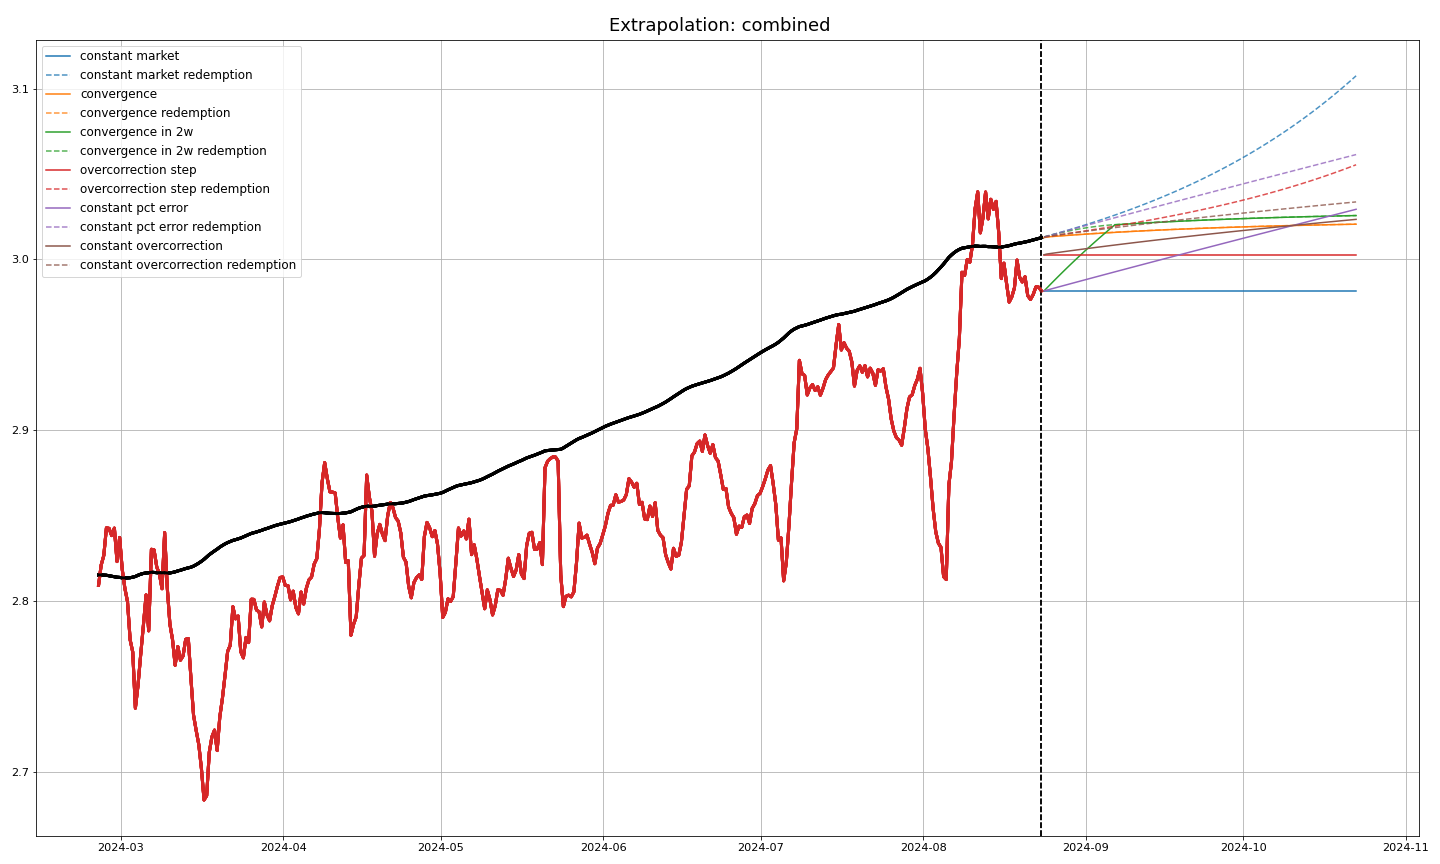 Extrapolation: combined
constant market
constant market redemption
convergence
convergence redemption
convergence in 2w
convergence in 2w redemption
overcorrection step
overcorrection step redemption
constant pct error
constant pct error redemption
constant overcorrection
constant overcorrection redemption
3.1
3.0
2.9
2.8
2.7
2024-03
2024-04
2024-05
2024-06
2024-07
2024-08
2024-09
2024-10
2024-11